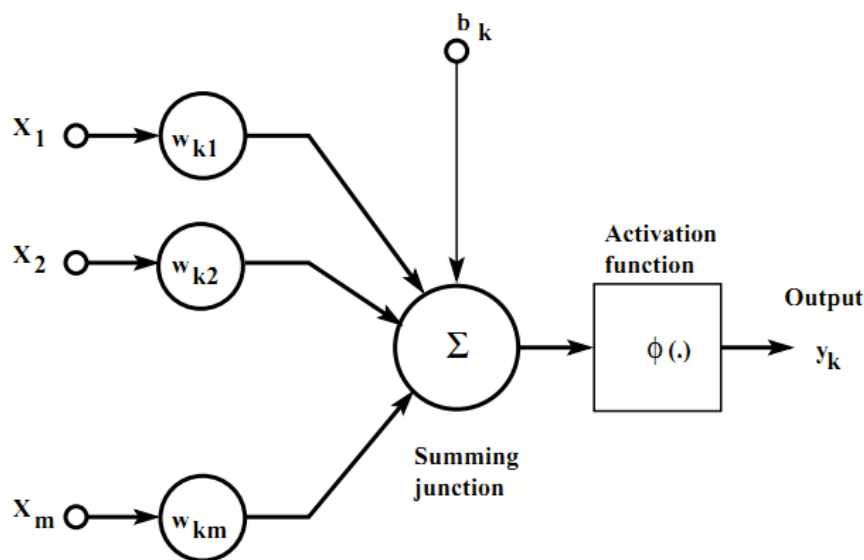 b k
X 1
w k1
X 2
w k2
Activation
function
Output
Σ
ϕ (.)
y k
Summing
junction
X m
w km